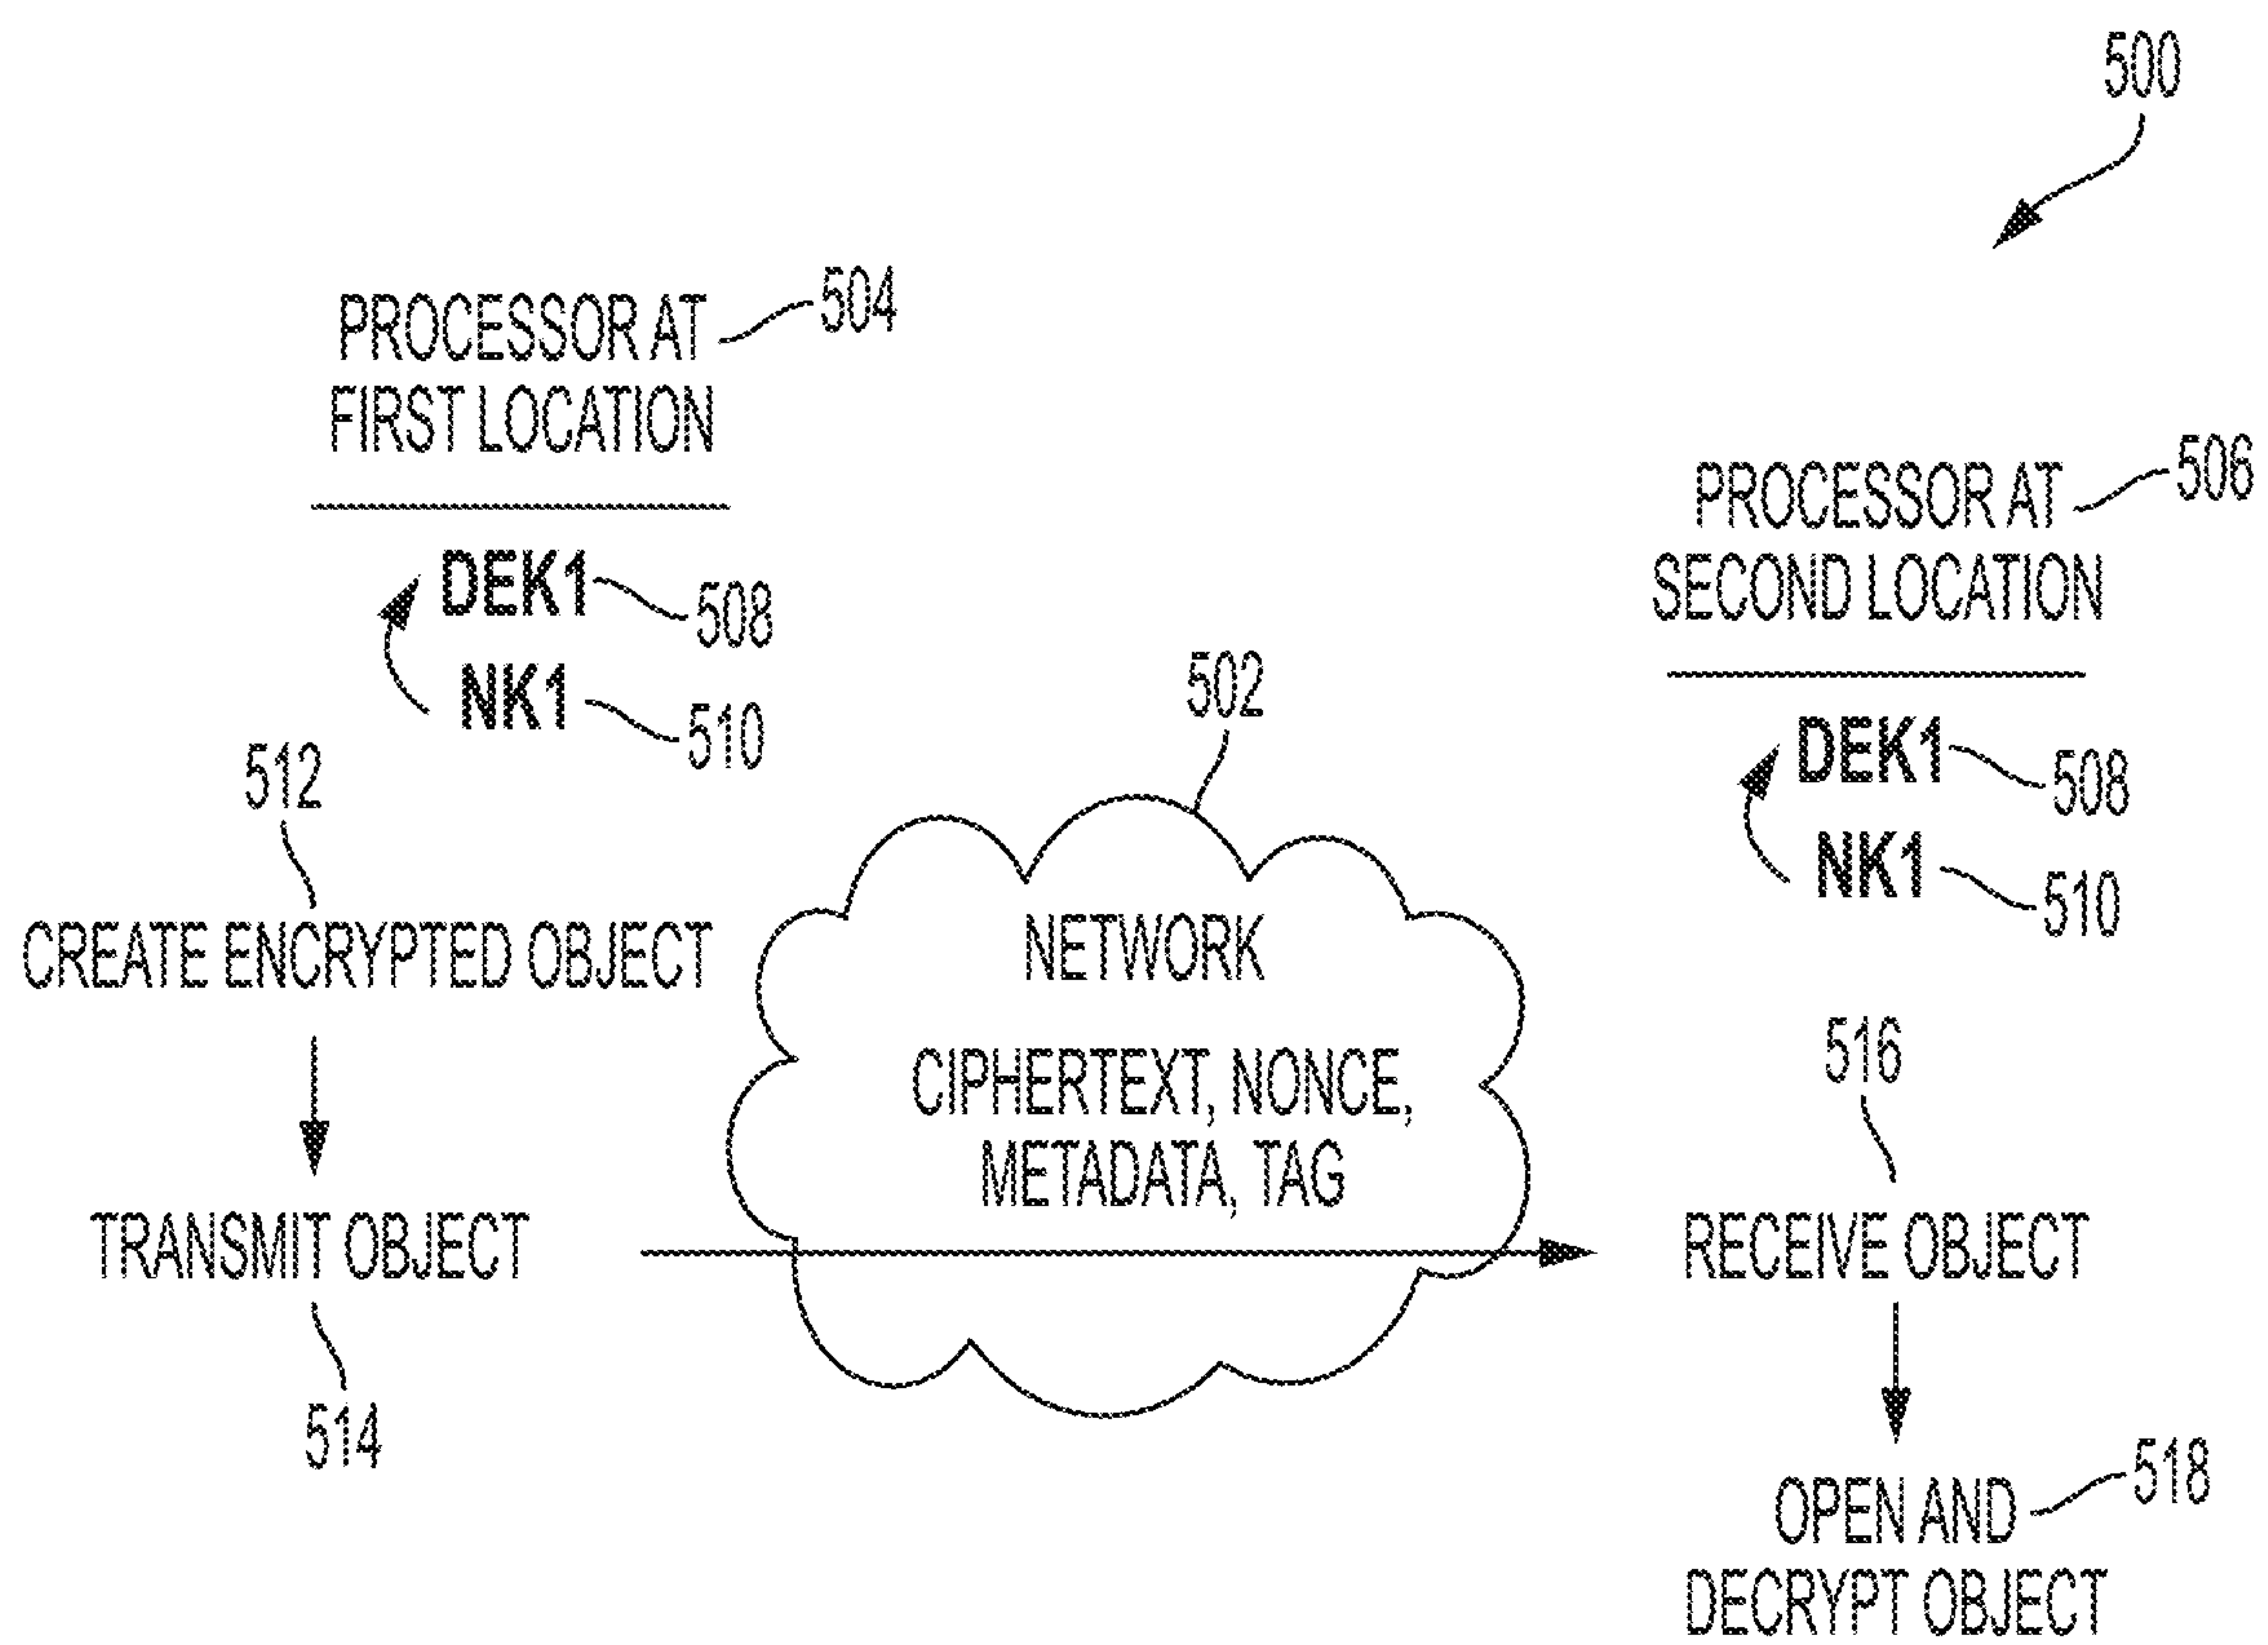 500
PROCESSOR AT
FIRST LOCATION
504
DEK1
508
NK1
510
PROCESSOR AT
SECOND LOCATION
506
DEK1
508
NK1
510
512
CREATE ENCRYPTED OBJECT
TRANSMIT OBJECT
514
502
NETWORK
CIPHERTEXT, NONCE,
METADATA, TAG
516
RECEIVE OBJECT
OPEN AND
DECRYPT OBJECT
518